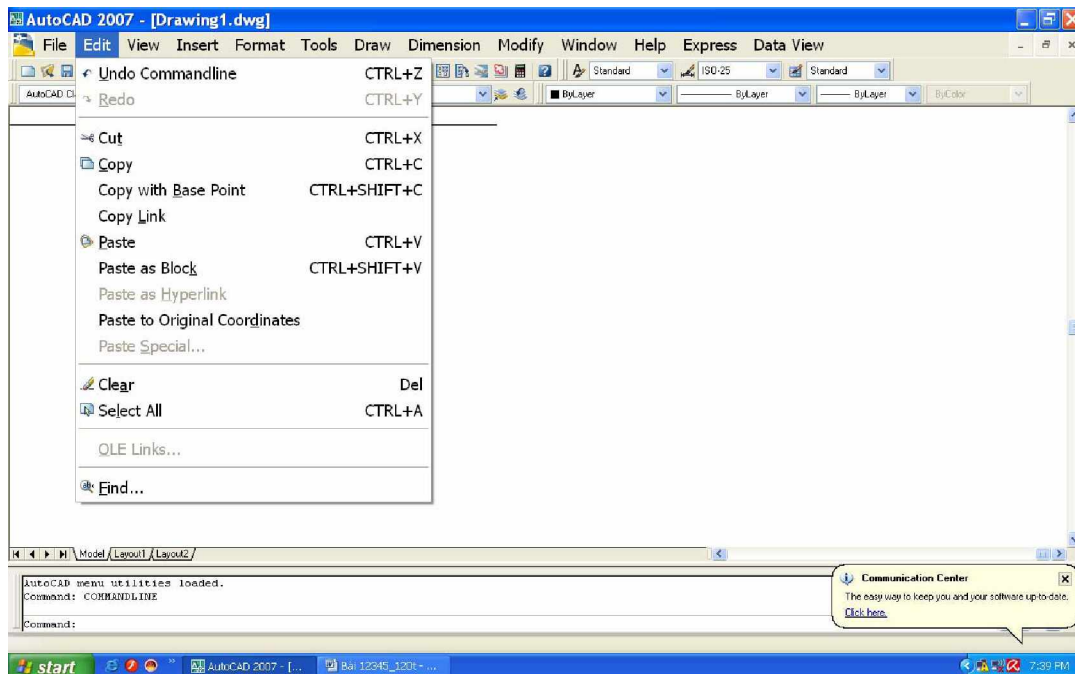 AutoCAD 2007 - [Drawing1.dwg]
File Edit View Insert Format Tools Draw Dimension Modify Window Help Express Data View
Standard ISO-25 Standard
AutoCAD Cl ByLayer ByLayer ByLayer ByColor
Undo Commandline CTRL+Z
Redo CTRL+Y
Cut CTRL+X
Copy CTRL+C
Copy with Base Point CTRL+SHIFT+C
Copy Link
Paste CTRL+V
Paste as Block CTRL+SHIFT+V
Paste as Hyperlink
Paste to Original Coordinates
Paste Special...
Clear Del
Select All CTRL+A
OLE Links...
Find...
Model Layout1 Layout2
AutoCAD menu utilities loaded.
Command: COMMANDLINE
Command:
Communication Center
The easy way to keep you and your software up-to-date.
Click here.
start AutoCAD 2007 - [... Bài 12345_120t - ... 7:39 PM